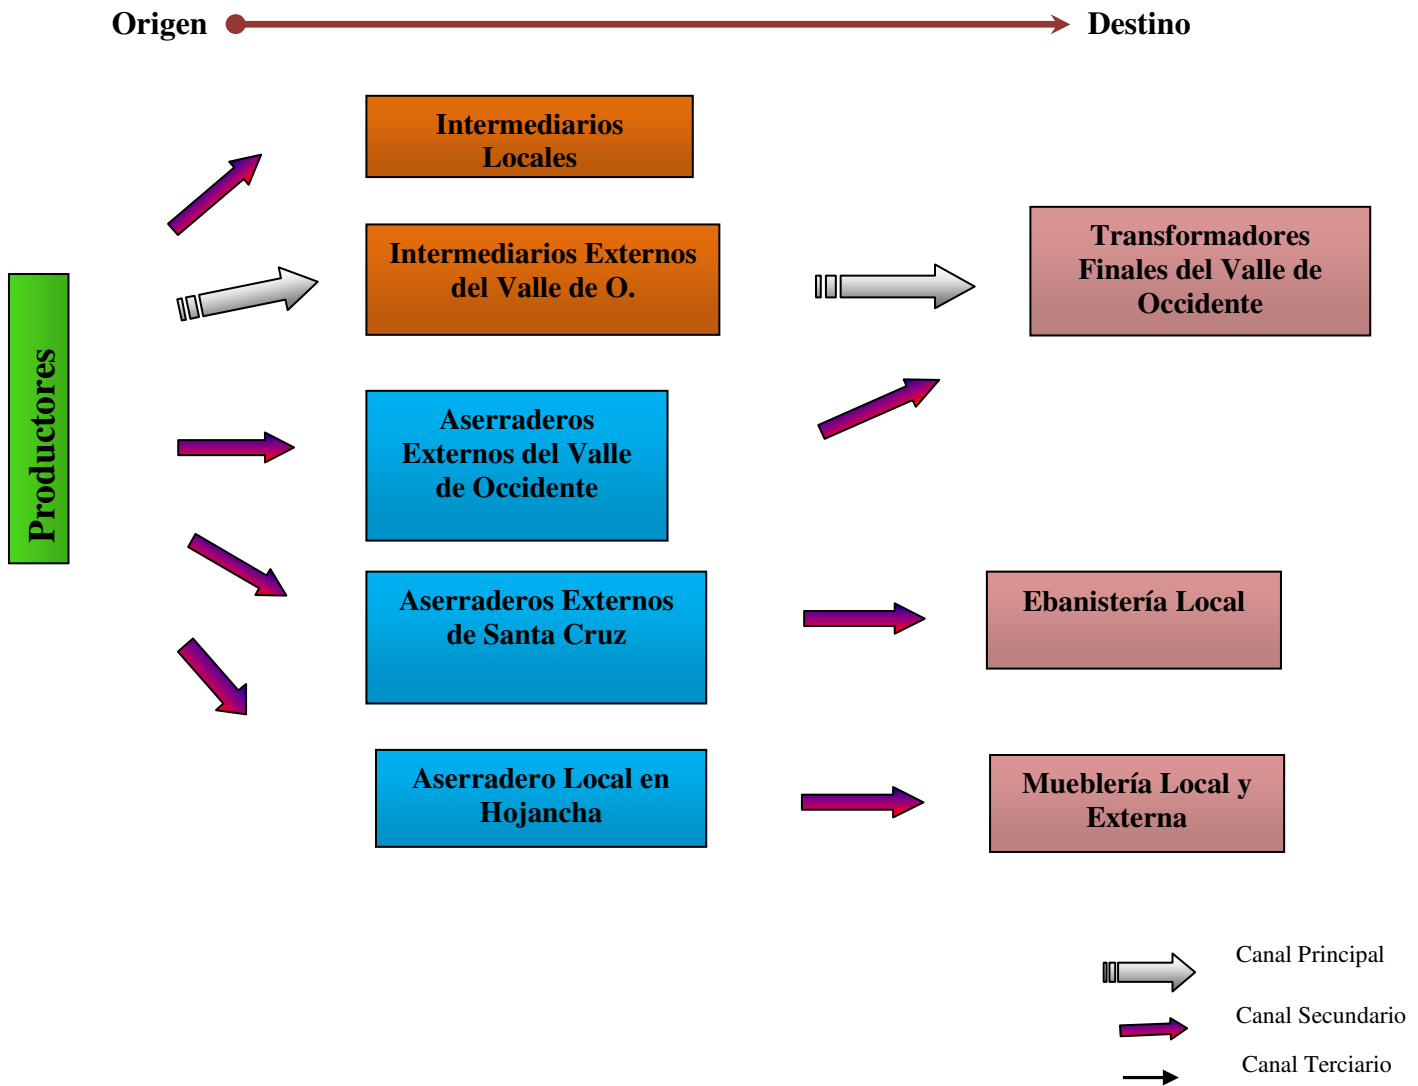 Origen
Destino
Intermediarios
Locales
Intermediarios Externos
del Valle de O.
Transformadores
Finales del Valle de
Occidente
Productores
Aserraderos
Externos del Valle
de Occidente
Aserraderos Externos
de Santa Cruz
Ebanistería Local
Aserradero Local en
Hojancha
Mueblería Local y
Externa
Canal Principal
Canal Secundario
Canal Terciario